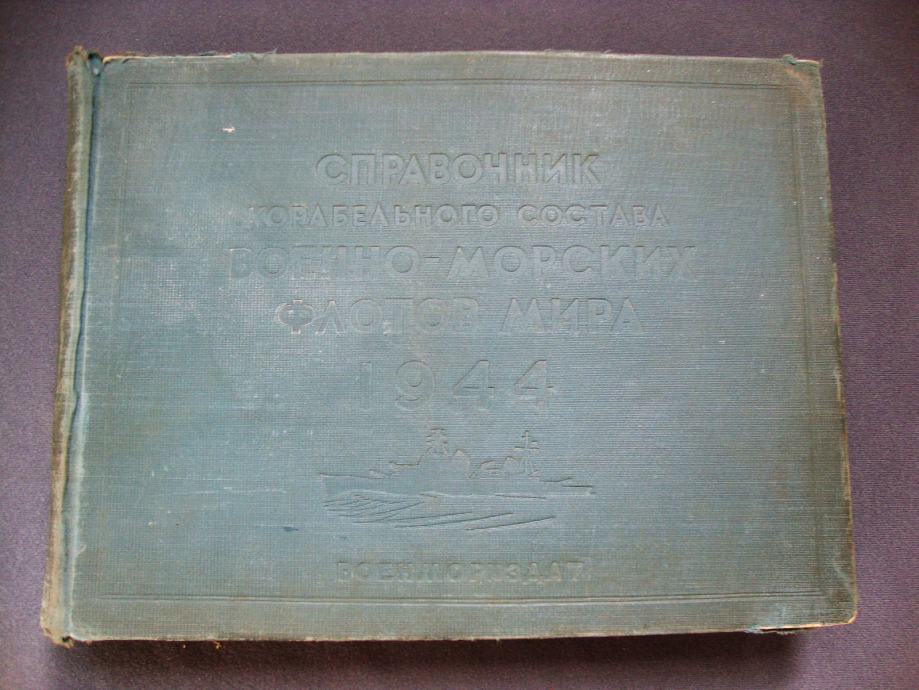 СПРАВОЧНИК
КОРАБЕЛЬНОГО СОСТАВА
ВОЕННО-МОРСКИХ
ФЛОТОВ МИРА
1944
ВОЕНМОРИЗДАТ